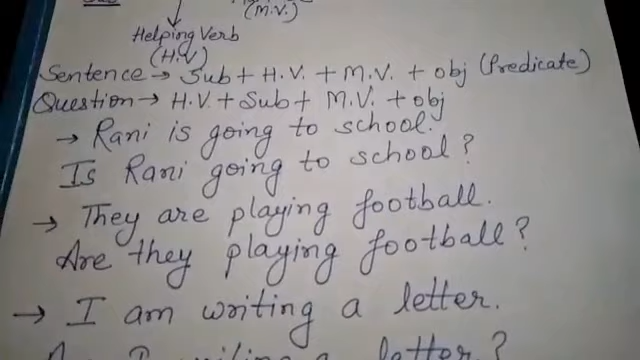 (M.V.)
Helping Verb
(H.V)
Sentence → Sub + H.V. + M.V. + obj (Predicate)
Question → H.V + Sub + M.V. + obj
→ Rani is going to school.
Is Rani going to school?
→ They are playing football.
Are they playing football?
→ I am writing a letter.
letter?